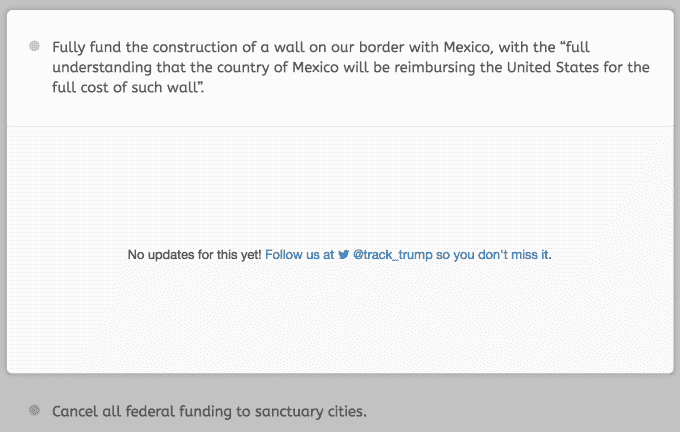 Fully fund the construction of a wall on our border with Mexico, with the “full
understanding that the country of Mexico will be reimbursing the United States for the
full cost of such wall”.
No updates for this yet! Follow us at @track_trump so you don't miss it.
Cancel all federal funding to sanctuary cities.